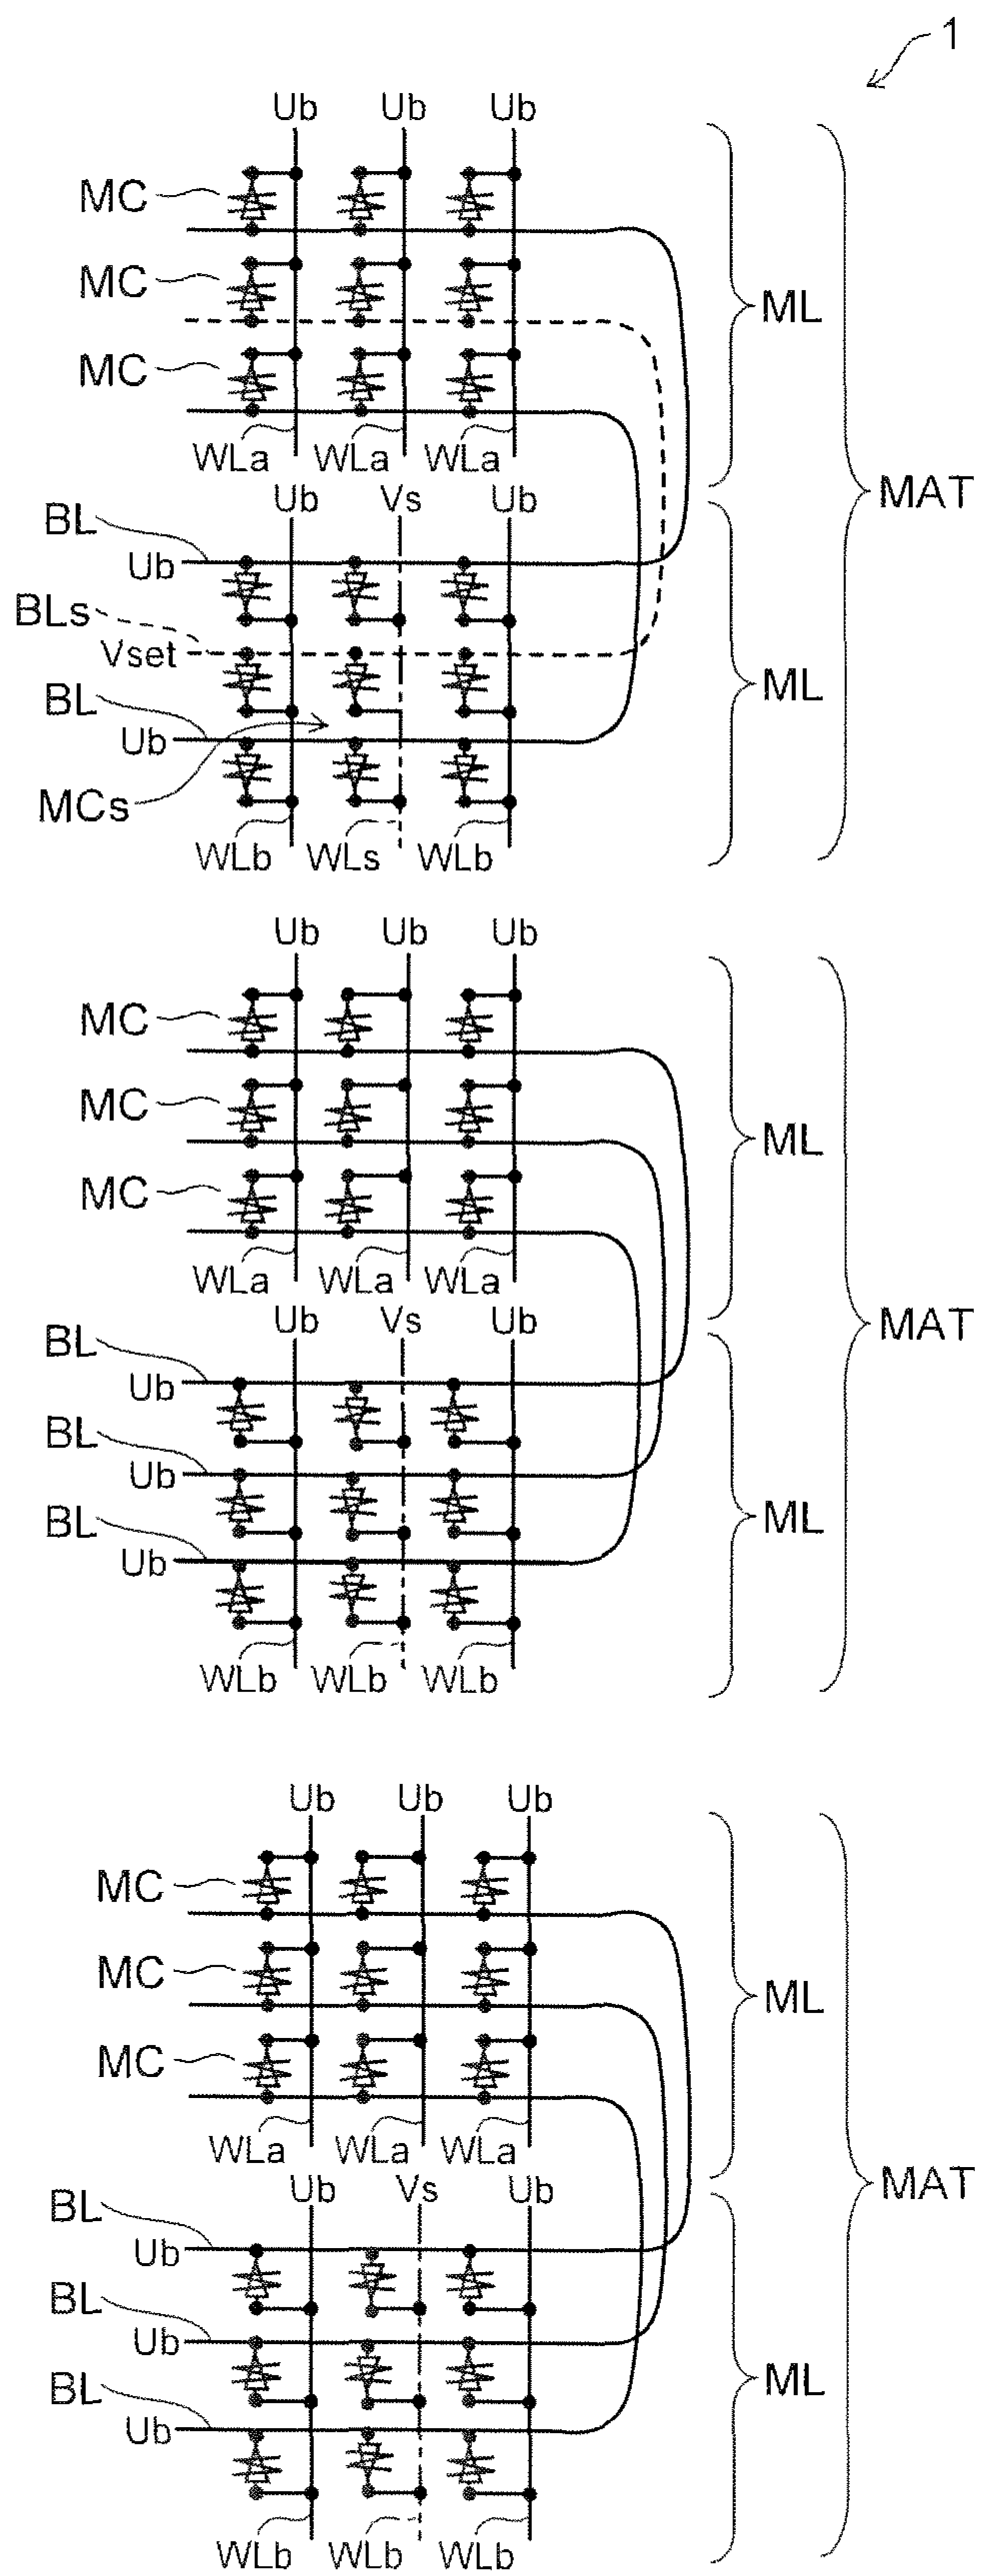 1
Ub Ub Ub
MC
MC
ML
MC
WLa WLa WLa
MAT
Ub Vs Ub
BL
Ub
BLs
Vset
ML
BL
Ub
MCs
WLb WLs WLb
Ub Ub Ub
MC
MC
ML
MC
WLa WLa WLa
Ub Vs Ub
MAT
BL
Ub
BL
Ub
ML
BL
Ub
WLb WLb WLb
Ub Ub Ub
MC
MC
ML
MC
WLa WLa WLa
Ub Vs Ub
MAT
BL
Ub
BL
Ub
ML
BL
Ub
WLb WLb WLb